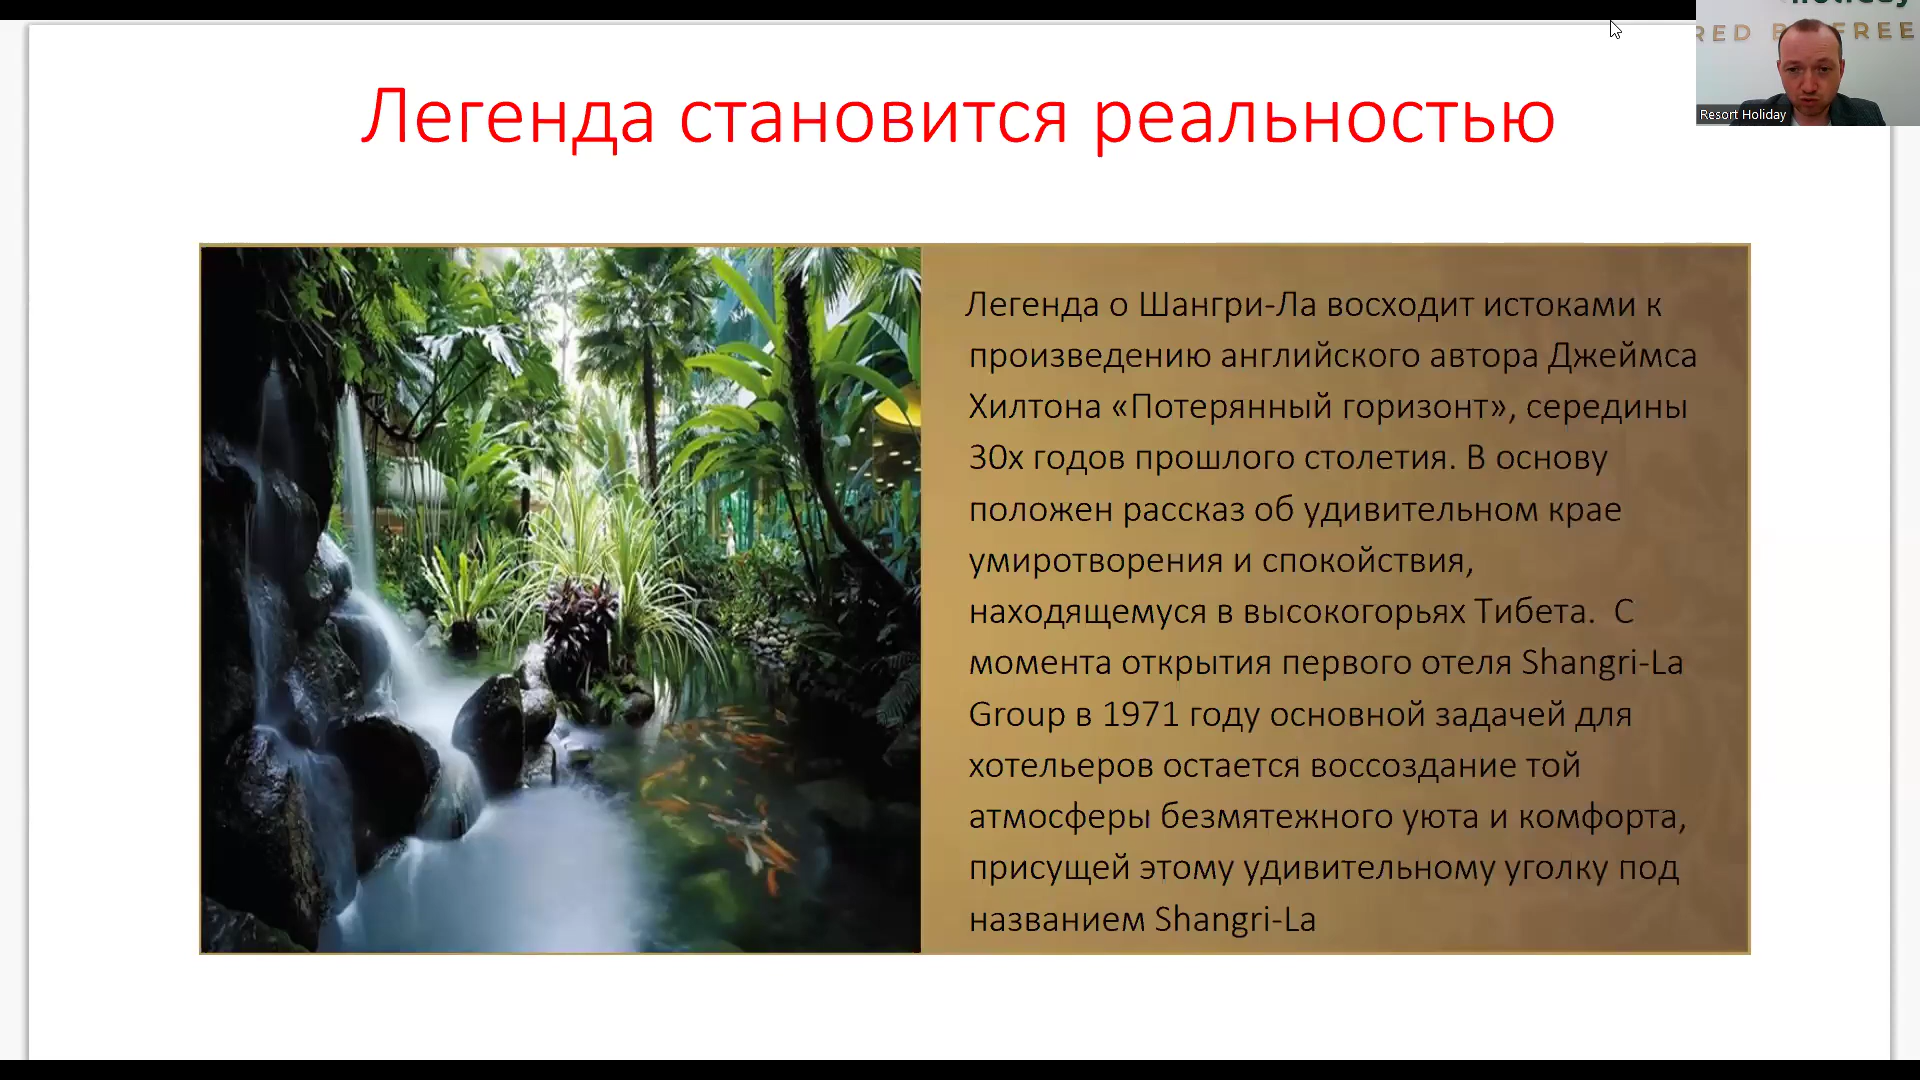 Легенда становится реальностью
RED
FREE
Resort Holiday
Легенда о Шангри-Ла восходит истоками к
произведению английского автора Джеймса
Хилтона «Потерянный горизонт», середины
30х годов прошлого столетия. В основу
положен рассказ об удивительном крае
умиротворения и спокойствия,
находящемуся в высокогорьях Тибета. С
момента открытия первого отеля Shangri-La
Group в 1971 году основной задачей для
хотельеров остается воссоздание той
атмосферы безмятежного уюта и комфорта,
присущей этому удивительному уголку под
названием Shangri-La